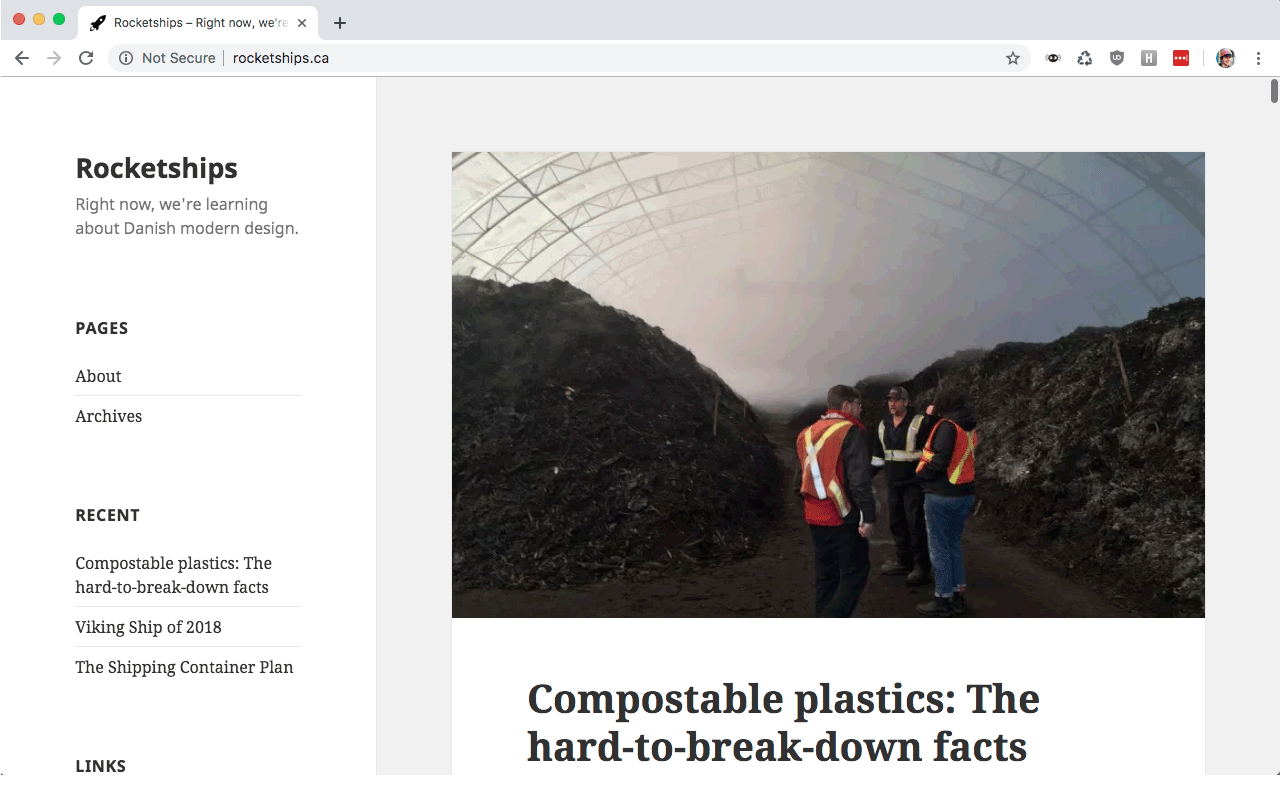 Rocketships – Right now, we're
Not Secure
rocketships.ca
UD
H
Rocketships
Right now, we're learning
about Danish modern design.
PAGES
About
Archives
RECENT
Compostable plastics: The
hard-to-break-down facts
Viking Ship of 2018
The Shipping Container Plan
LINKS
Compostable plastics: The
hard-to-break-down facts